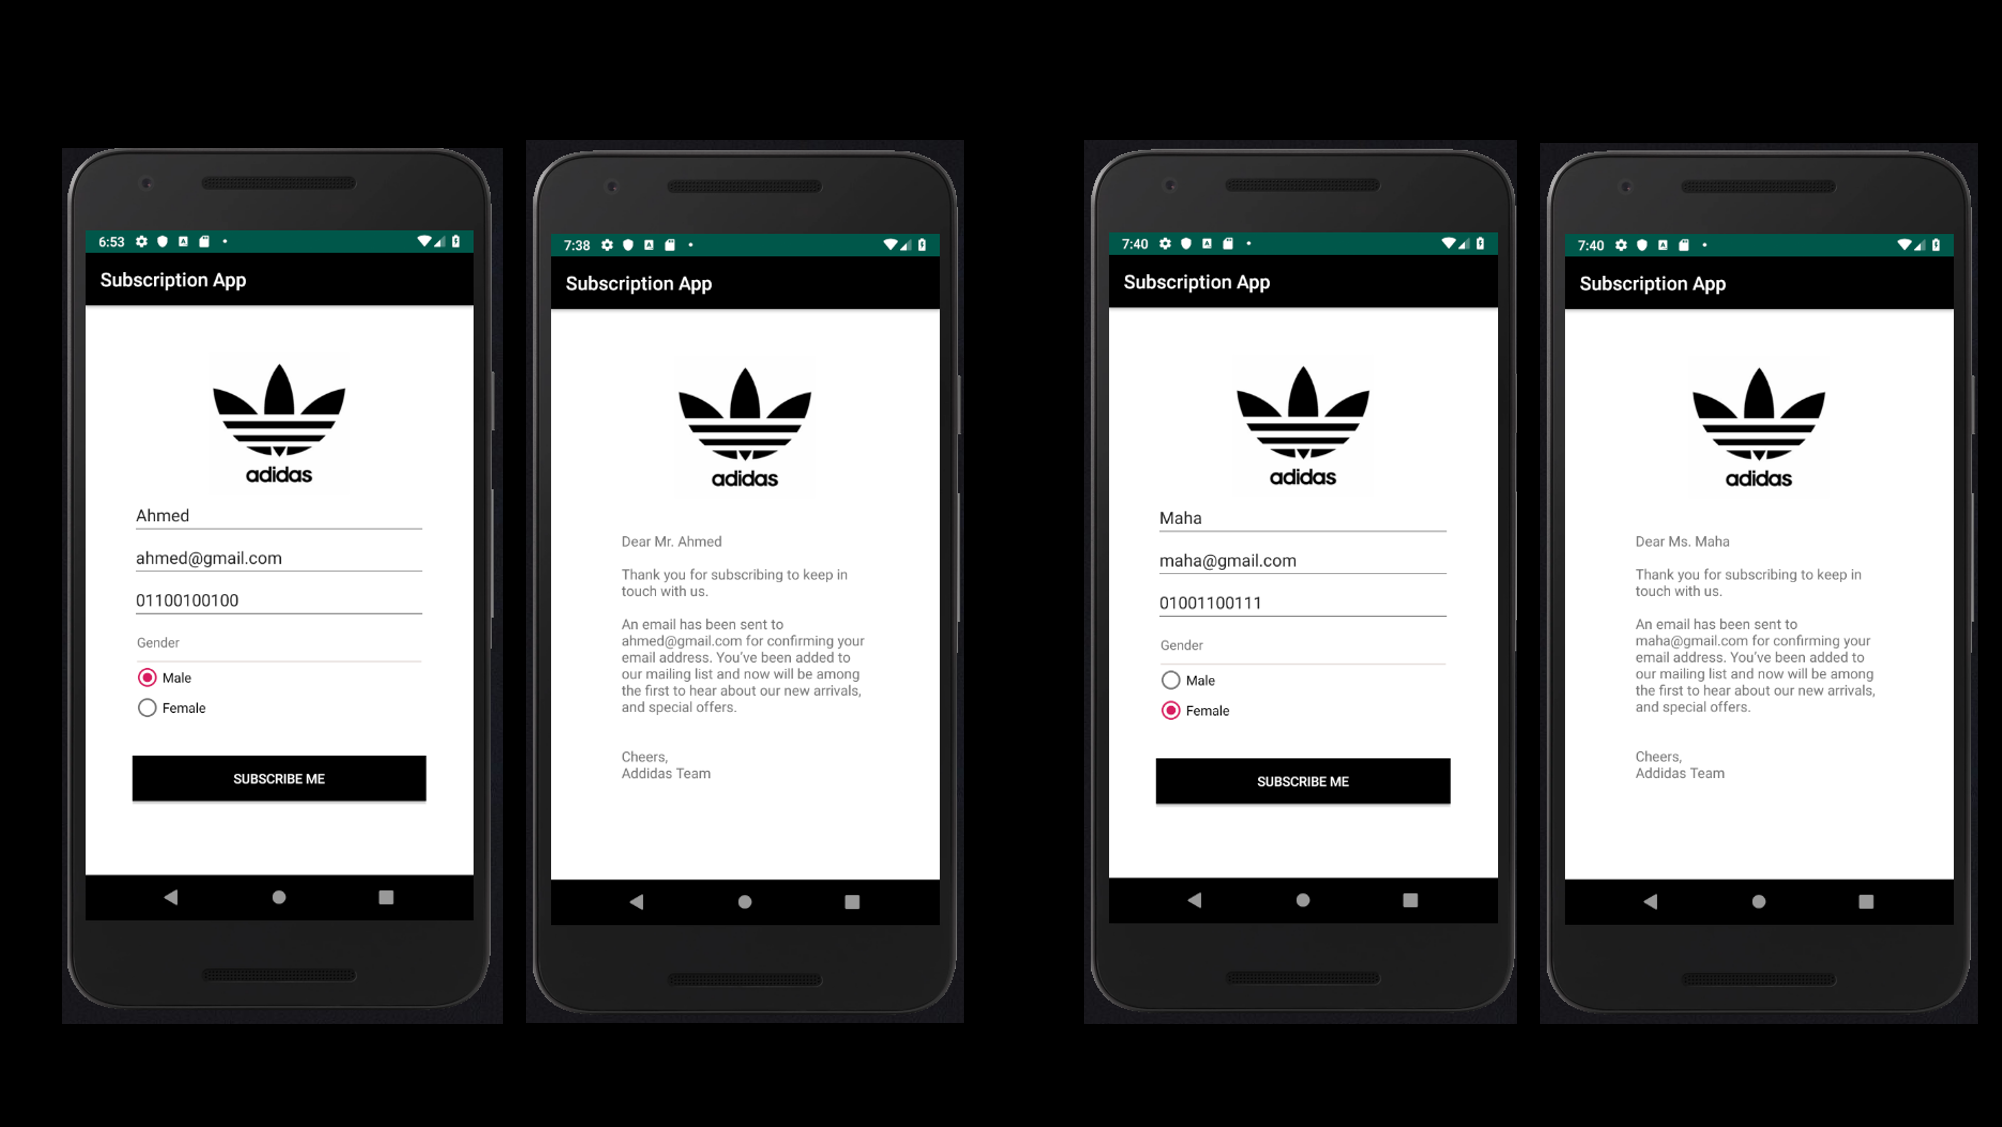 6:53
Subscription App
adidas
Ahmed
ahmed@gmail.com
01100100100
Gender
Male
Female
SUBSCRIBE ME
7:38
Subscription App
adidas
Dear Mr. Ahmed
Thank you for subscribing to keep in
touch with us.
An email has been sent to
ahmed@gmail.com for confirming your
email address. You've been added to
our mailing list and now will be among
the first to hear about our new arrivals,
and special offers.
Cheers,
Addidas Team
7:40
Subscription App
adidas
Maha
maha@gmail.com
01001100111
Gender
Male
Female
SUBSCRIBE ME
7:40
Subscription App
adidas
Dear Ms. Maha
Thank you for subscribing to keep in
touch with us.
An email has been sent to
maha@gmail.com for confirming your
email address. You've been added to
our mailing list and now will be among
the first to hear about our new arrivals,
and special offers.
Cheers,
Addidas Team